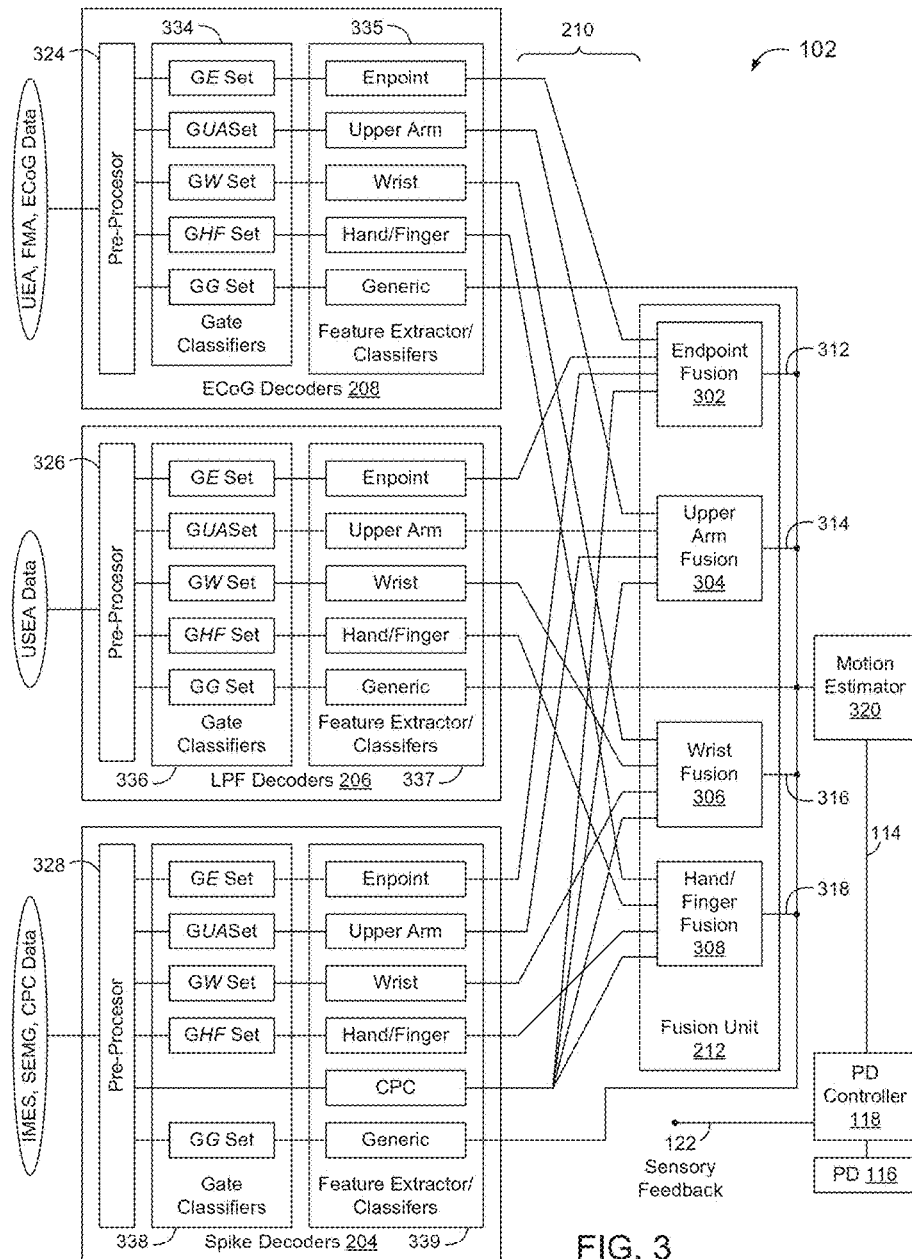 334
335
210
102
324
UEA, FMA, ECoG Data
Pre-Procesor
GE Set
GUASet
GW Set
GHF Set
GG Set
Gate
Classifiers
Enpoint
Upper Arm
Wrist
Hand/Finger
Generic
Feature Extractor/
Classifers
ECoG Decoders 208
326
USEA Data
Pre-Procesor
GE Set
GUASet
GW Set
GHF Set
GG Set
Gate
Classifiers
Enpoint
Upper Arm
Wrist
Hand/Finger
Generic
Feature Extractor/
Classifers
336
LPF Decoders 206
337
328
IMES, SEMG, CPC Data
Pre-Procesor
GE Set
GUASet
GW Set
GHF Set
GG Set
Gate
Classifiers
Enpoint
Upper Arm
Wrist
Hand/Finger
CPC
Generic
Feature Extractor/
Classifers
338
Spike Decoders 204
339
Endpoint
Fusion
302
312
Upper
Arm
Fusion
304
314
Wrist
Fusion
306
316
Hand/
Finger
Fusion
308
318
Fusion Unit
212
Motion
Estimator
320
114
PD
Controller
118
PD 116
122
Sensory
Feedback
FIG. 3